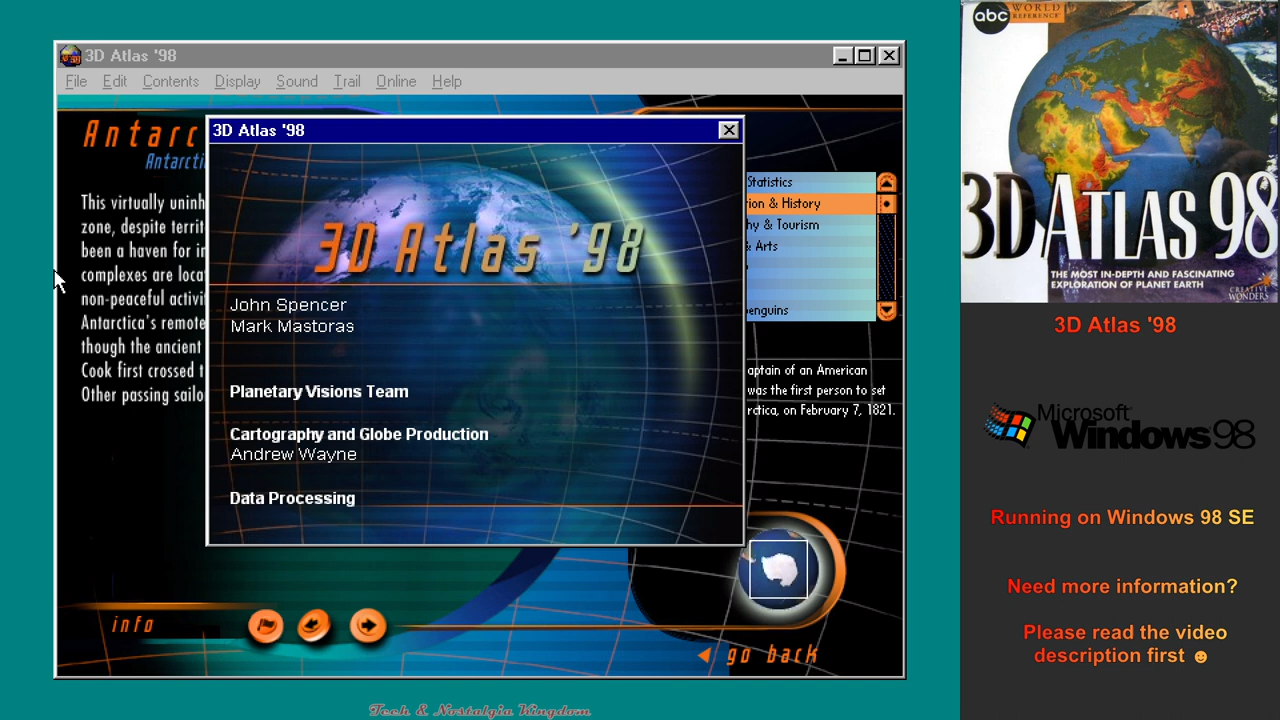 3D Atlas '98
File Edit Contents Display Sound Trail Online Help
Antarc
Antarcti
This virtually uninh
zone, despite territ
been a haven for in
complexes are loca
non-peaceful activi
Antarctica's remote
though the ancient
Cook first crossed t
Other passing sailo
3D Atlas '98
3D Atlas '98
John Spencer
Mark Mastoras
Planetary Visions Team
Cartography and Globe Production
Andrew Wayne
Data Processing
Statistics
ion & History
hy & Tourism
& Arts
enguins
aptain of an American
was the first person to set
rctica, on February 7, 1821.
info
go back
Tech & Nostalgia Kingdom
abc WORLD
REFERENCE
3D ATLAS 98
THE MOST IN-DEPTH AND FASCINATING
EXPLORATION OF PLANET EARTH
CREATIVE
WONDERS
3D Atlas '98
Microsoft
Windows 98
Running on Windows 98 SE
Need more information?
Please read the video
description first ☻